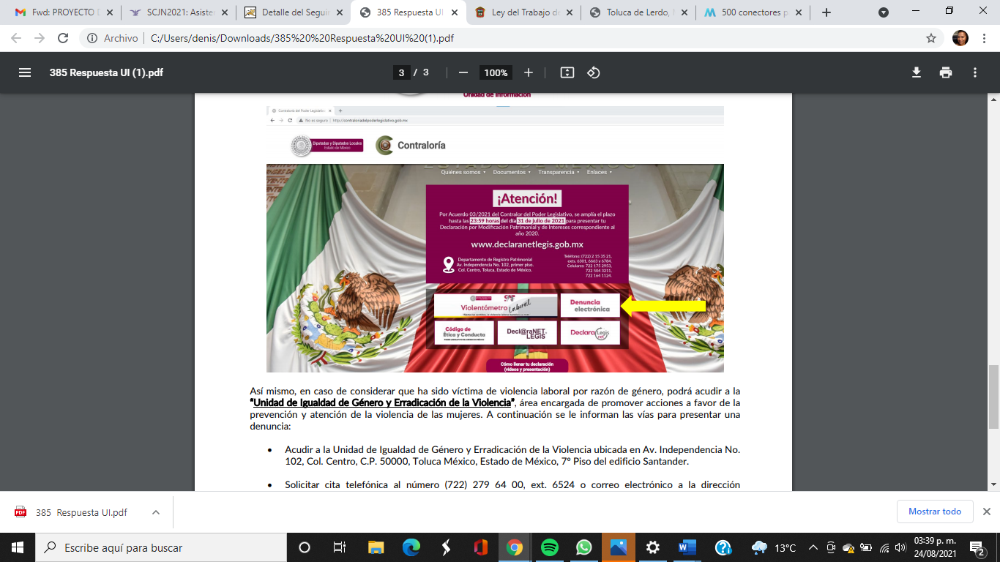 Fwd: PROYECTO D
SCJN2021: Asiste
Detalle del Seguir
385 Respuesta UI
Ley del Trabajo de
Toluca de Lerdo, M
500 conectores p
Archivo
C:/Users/denis/Downloads/385%20%20Respuesta%20UI%20(1).pdf
385 Respuesta UI (1).pdf
3 / 3
100%
Unidad de Información
Contraloría del Poder Legislativo
No es seguro | http://contraloriadelpoderlegislativo.gob.mx
Diputadas y Diputados Locales
Estado de México
Contraloría
ESTADO DE MÉXICO
Quiénes somos
Documentos
Transparencia
Enlaces
¡Atención!
Por Acuerdo 03/2021 del Contralor del Poder Legislativo, se amplía el plazo
hasta las 23:59 horas del día 31 de julio de 2021 para presentar tu
Declaración por Modificación Patrimonial y de Intereses correspondiente al
año 2020.
www.declaranetlegis.gob.mx
Departamento de Registro Patrimonial
Av. Independencia No. 102, primer piso.
Col. Centro, Toluca, Estado de México.
Teléfono: (722) 2 15 35 21,
exts. 6301, 6663 y 6784.
Celulares: 722 175 2953,
722 504 3211,
722 164 1124.
Violentómetro Laboral
Denuncia
electrónica
Código de
Ética y Conducta
Decl@raNET
LEGIS
DeclaraLegis
net
Cómo llenar tu declaración
(videos y presentación)
Así mismo, en caso de considerar que ha sido víctima de violencia laboral por razón de género, podrá acudir a la
“Unidad de Igualdad de Género y Erradicación de la Violencia”, área encargada de promover acciones a favor de la
prevención y atención de la violencia de las mujeres. A continuación se le informan las vías para presentar una
denuncia:
• Acudir a la Unidad de Igualdad de Género y Erradicación de la Violencia ubicada en Av. Independencia No.
102, Col. Centro, C.P. 50000, Toluca México, Estado de México, 7º Piso del edificio Santander.
• Solicitar cita telefónica al número (722) 279 64 00, ext. 6524 o correo electrónico a la dirección
385 Respuesta UI.pdf
Mostrar todo
Escribe aquí para buscar
13°C
03:39 p. m.
24/08/2021
2